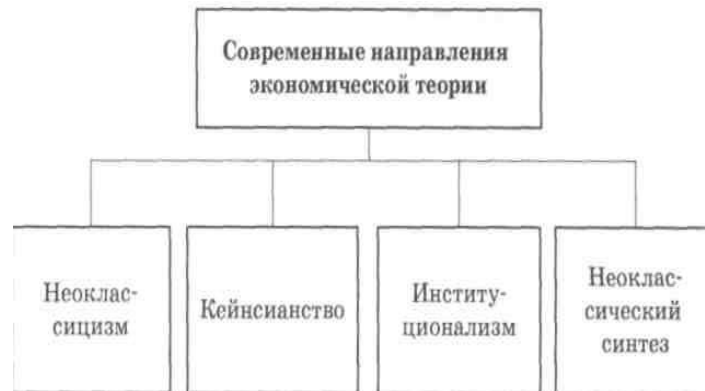 Современные направления
экономической теории
Неоклас-
сицизм
Кейнсианство
Институ-
ционализм
Неоклас-
сический
синтез